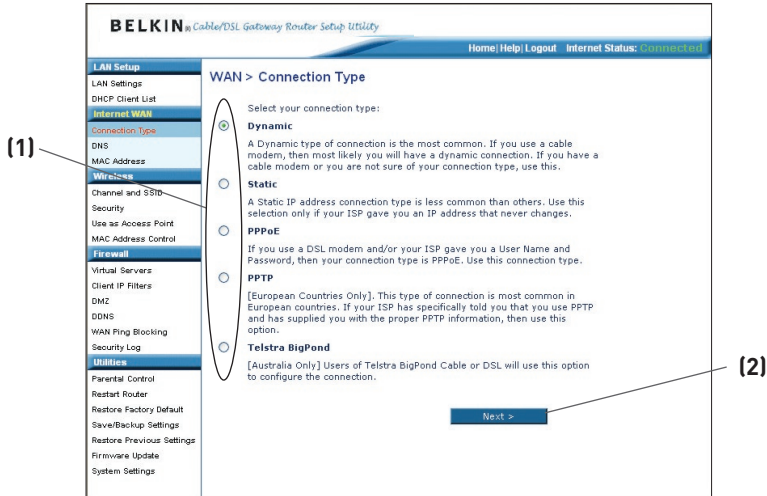 BELKIN® Cable/DSL Gateway Router Setup Utility
Home| Help| Logout Internet Status: Connected
LAN Setup
LAN Settings
DHCP Client List
Internet WAN
Connection Type
DNS
MAC Address
Wireless
Channel and SSID
Security
Use as Access Point
MAC Address Control
Firewall
Virtual Servers
Client IP Filters
DMZ
DDNS
WAN Ping Blocking
Security Log
Utilities
Parental Control
Restart Router
Restore Factory Default
Save/Backup Settings
Restore Previous Settings
Firmware Update
System Settings
(1)
WAN > Connection Type
Select your connection type:
Dynamic
A Dynamic type of connection is the most common. If you use a cable
modem, then most likely you will have a dynamic connection. If you have a
cable modem or you are not sure of your connection type, use this.
Static
A Static IP address connection type is less common than others. Use this
selection only if your ISP gave you an IP address that never changes.
PPPoE
If you use a DSL modem and/or your ISP gave you a User Name and
Password, then your connection type is PPPoE. Use this connection type.
PPTP
[European Countries Only]. This type of connection is most common in
European countries. If your ISP has specifically told you that you use PPTP
and has supplied you with the proper PPTP information, then use this
option.
Telstra BigPond
[Australia Only] Users of Telstra BigPond Cable or DSL will use this option
to configure the connection.
Next >
(2)